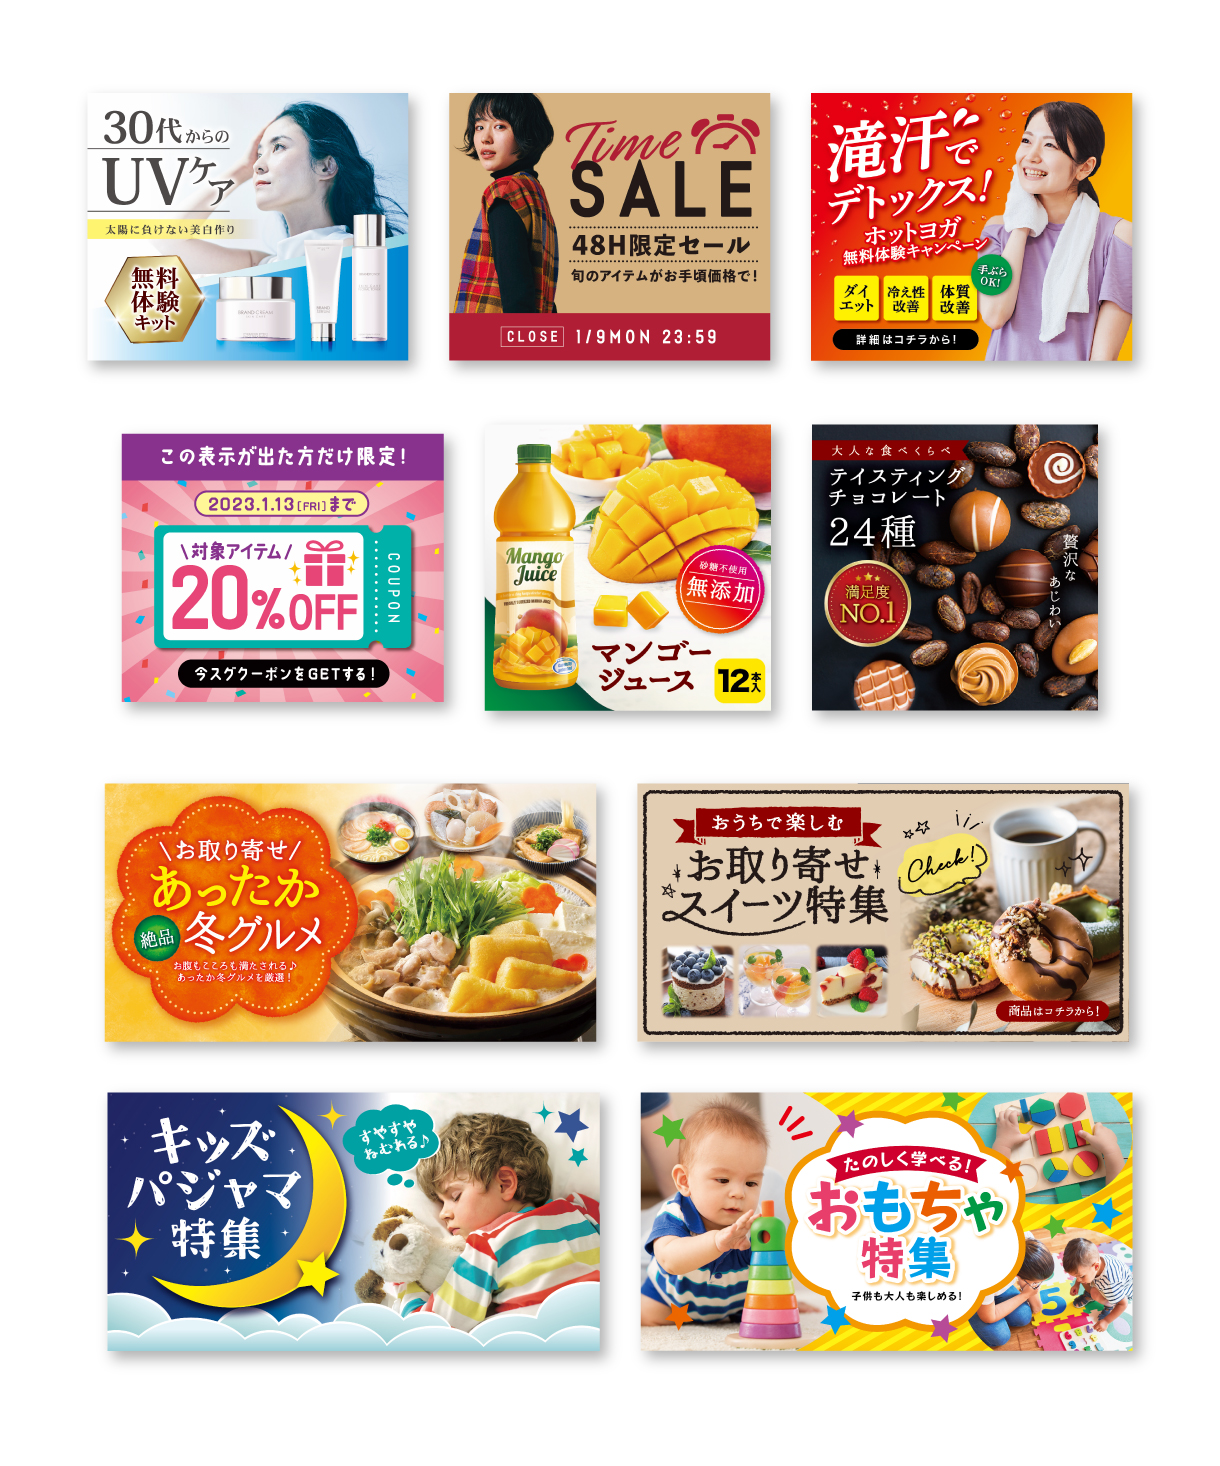 30代からの
UVケア
太陽に負けない美白作り
無料
体験
キット
BRAND CREAM
Time
SALE
48H限定セール
旬のアイテムがお手頃価格で!
CLOSE 1/9MON 23:59
滝汗で
デトックス!
ホットヨガ
無料体験キャンペーン
手ぶら
OK!
ダイ
エット
冷え性
改善
体質
改善
詳細はコチラから!
この表示が出た方だけ限定!
2023.1.13[FRI]まで
\対象アイテム/
20%OFF
COUPON
今スグクーポンをGETする!
Mango
Juice
砂糖不使用
無添加
マンゴー
ジュース
12本入
大人な食べくらべ
テイスティング
チョコレート
24種
満足度
NO.1
贅沢な
あじわい
\お取り寄せ/
あったか
絶品
冬グルメ
お腹もこころも満たされる♪
あったか冬グルメを厳選!
おうちで楽しむ
お取り寄せ
スイーツ特集
Check!
商品はコチラから!
キッズ
パジャマ
特集
すやすや
ねむれる♪
たのしく学べる!
おもちゃ
特集
子供も大人も楽しめる!
5